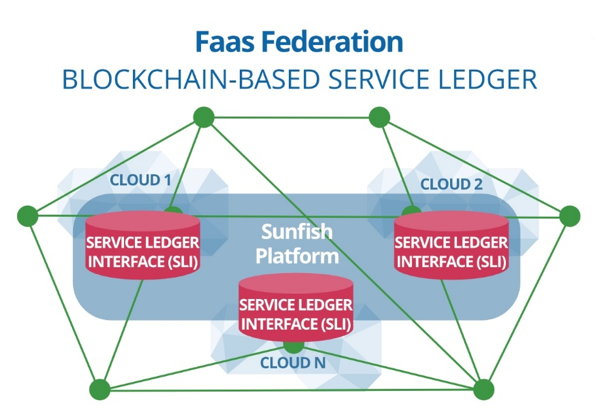 Faas Federation
BLOCKCHAIN-BASED SERVICE LEDGER
CLOUD 1
CLOUD 2
SERVICE LEDGER
INTERFACE (SLI)
Sunfish
Platform
SERVICE LEDGER
INTERFACE (SLI)
SERVICE LEDGER
INTERFACE (SLI)
CLOUD N